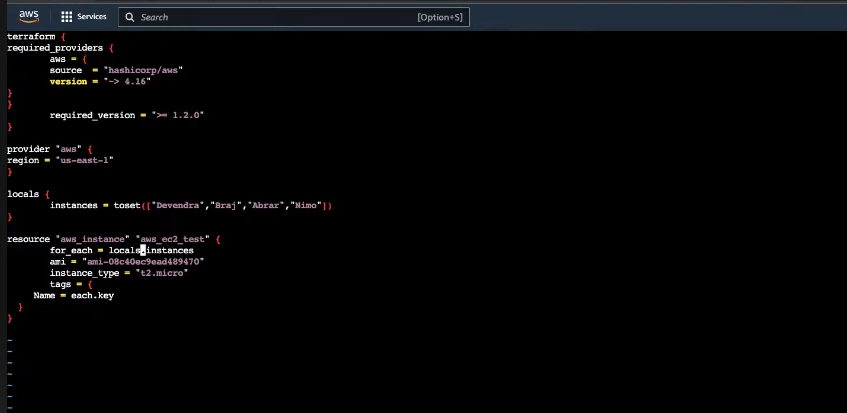 aws Services Search [Option+S]
terraform {
required_providers {
aws = {
source = "hashicorp/aws"
version = "~> 4.16"
}
}
required_version = ">= 1.2.0"
}
provider "aws" {
region = "us-east-1"
}
locals {
instances = toset(["Devendra","Braj","Abrar","Nimo"])
}
resource "aws_instance" "aws_ec2_test" {
for_each = locals.instances
ami = "ami-08c40ec9ead489470"
instance_type = "t2.micro"
tags = {
Name = each.key
}
}
~
~
~
~
~
~
~